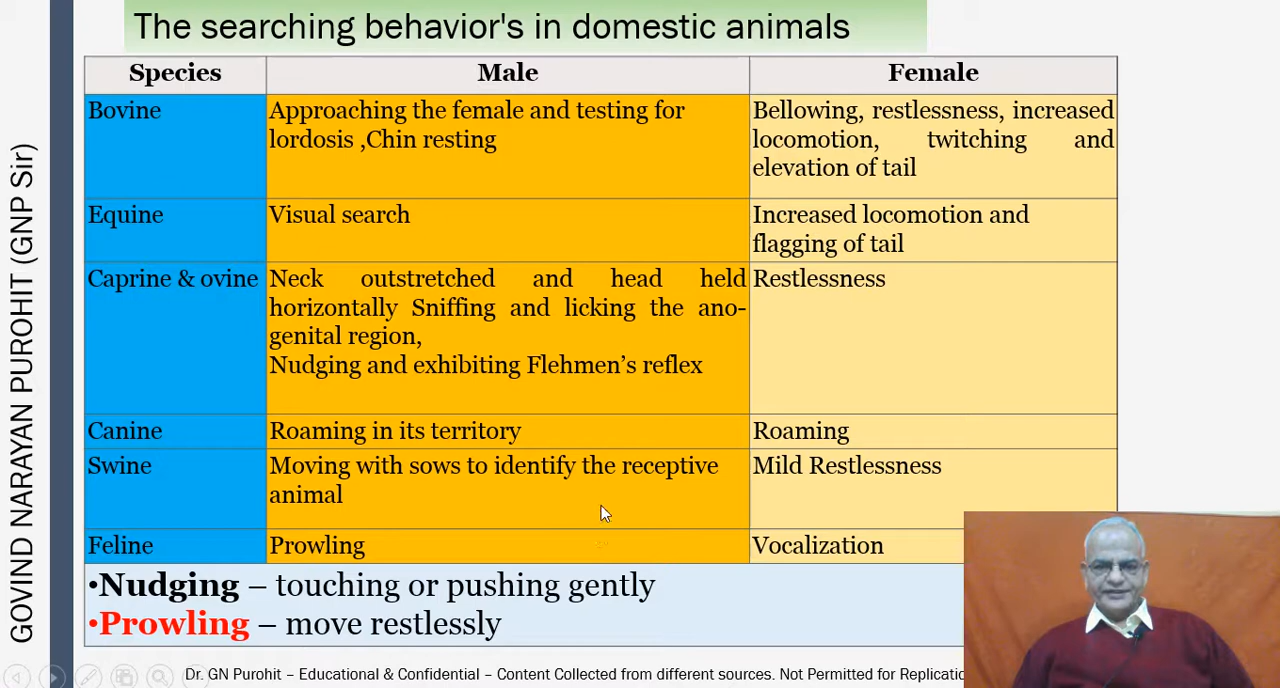 The searching behavior's in domestic animals
Species Male Female
Bovine
Approaching the female and testing for
lordosis ,Chin resting
Bellowing, restlessness, increased
locomotion, twitching and
elevation of tail
Equine
Visual search
Increased locomotion and
flagging of tail
Caprine & ovine
Neck outstretched and head held
horizontally Sniffing and licking the ano-
genital region,
Nudging and exhibiting Flehmen's reflex
Restlessness
Canine
Roaming in its territory
Roaming
Swine
Moving with sows to identify the receptive
animal
Mild Restlessness
Feline
Prowling
Vocalization
•Nudging – touching or pushing gently
•Prowling – move restlessly
GOVIND NARAYAN PUROHIT (GNP Sir)
Dr. GN Purohit – Educational & Confidential – Content Collected from different sources. Not Permitted for Replicatio